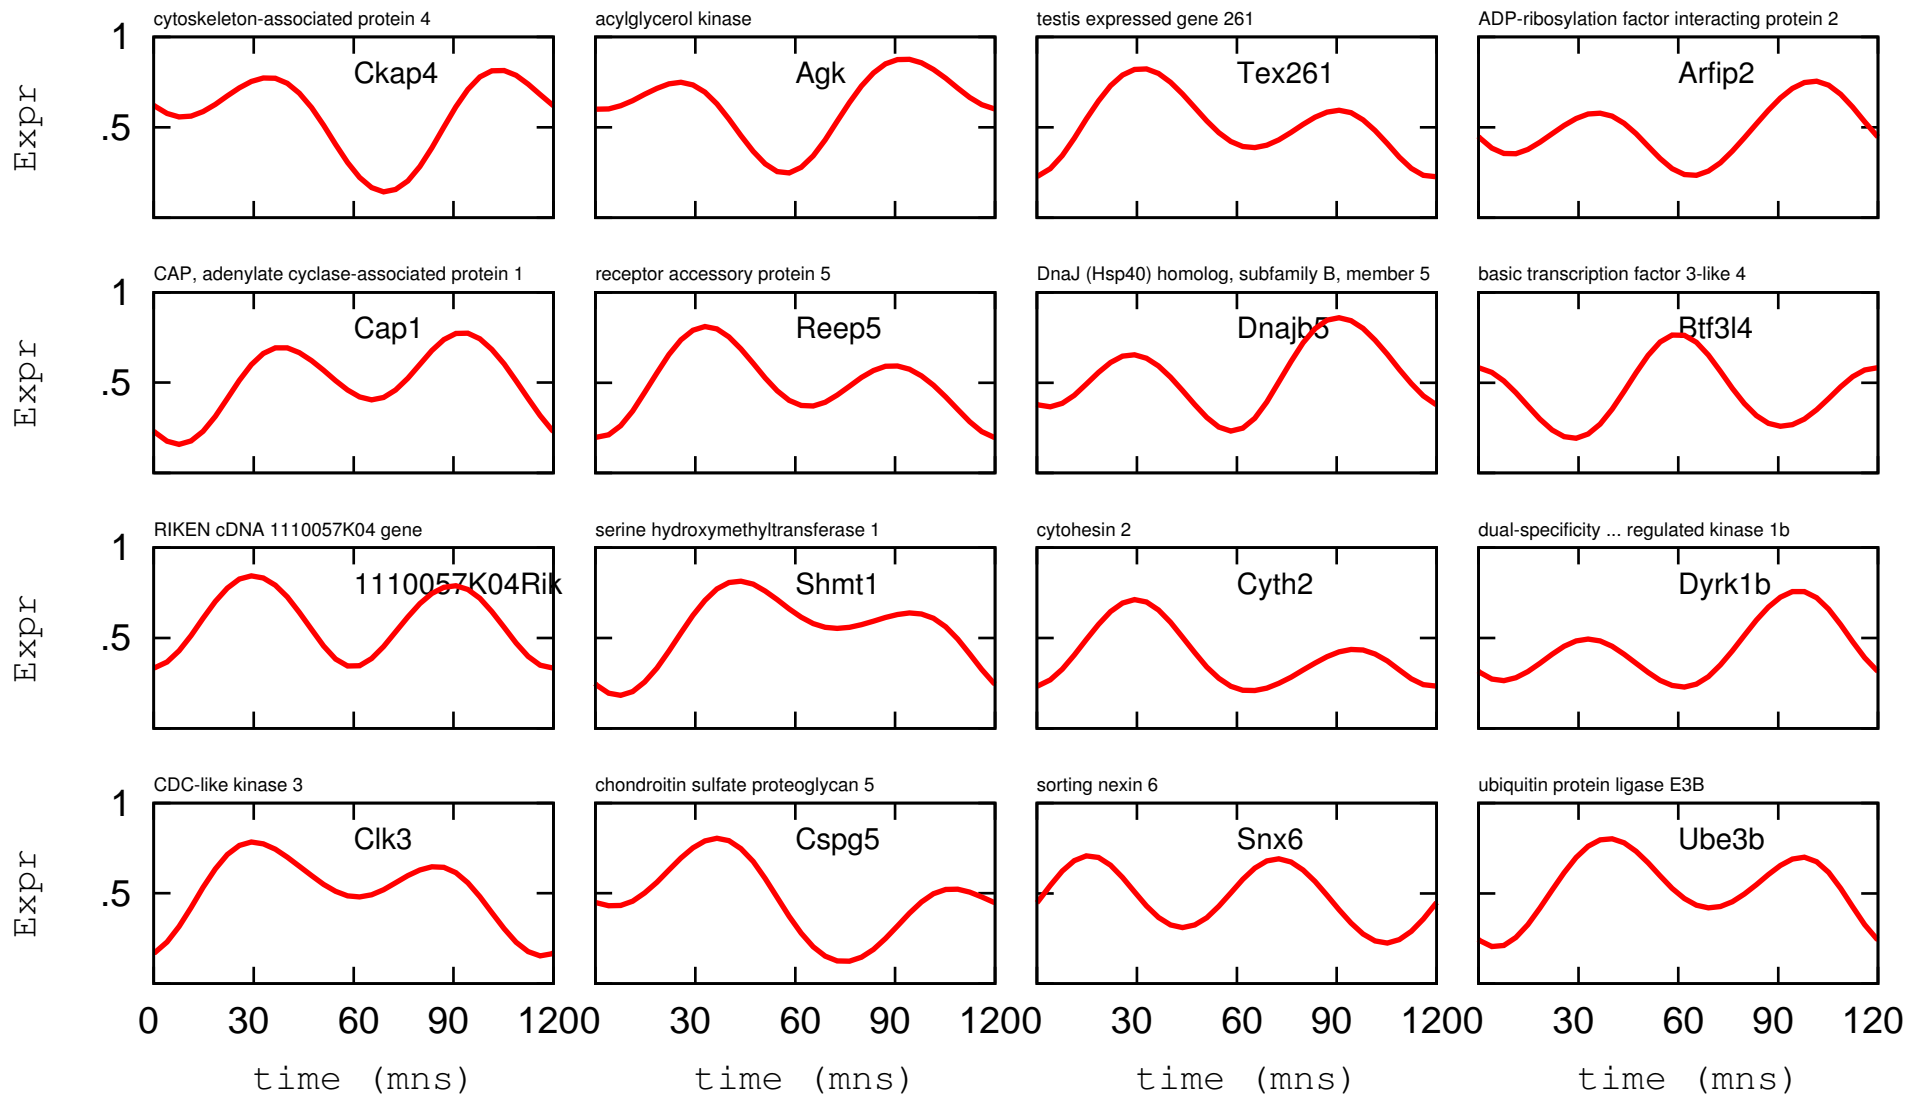 cytoskeleton-associated protein 4 acylglycerol kinase testis expressed gene 261 ADP-ribosylation factor interacting protein 2
1
Ckap4 Agk Tex261 Arfip2
Expr
.5
CAP, adenylate cyclase-associated protein 1 receptor accessory protein 5 DnaJ (Hsp40) homolog, subfamily B, member 5 basic transcription factor 3-like 4
1
Cap1 Reep5 Dnajb5 Btf3l4
Expr
.5
RIKEN cDNA 1110057K04 gene serine hydroxymethyltransferase 1 cytohesin 2 dual-specificity ... regulated kinase 1b
1
1110057K04Rik Shmt1 Cyth2 Dyrk1b
Expr
.5
CDC-like kinase 3 chondroitin sulfate proteoglycan 5 sorting nexin 6 ubiquitin protein ligase E3B
1
Clk3 Cspg5 Snx6 Ube3b
Expr
.5
0 30 60 90 1200 30 60 90 1200 30 60 90 1200 30 60 90 120
time (mns) time (mns) time (mns) time (mns)